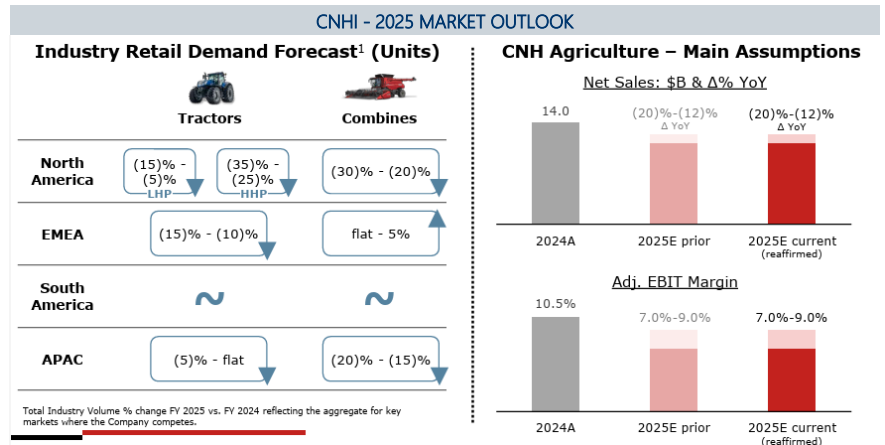 CNHI - 2025 MARKET OUTLOOK
Industry Retail Demand Forecast¹ (Units)
Tractors
Combines
North
America
(15)% -
(5)%
LHP
(35)% -
(25)%
HHP
(30)% - (20)%
EMEA
(15)% - (10)%
flat - 5%
South
America
~
~
APAC
(5)% - flat
(20)% - (15)%
Total Industry Volume % change FY 2025 vs. FY 2024 reflecting the aggregate for key
markets where the Company competes.
CNH Agriculture – Main Assumptions
Net Sales: $B & Δ% YoY
14.0
(20)%-(12)%
Δ YoY
(20)%-(12)%
Δ YoY
2024A
2025E prior
2025E current
(reaffirmed)
Adj. EBIT Margin
10.5%
7.0%-9.0%
7.0%-9.0%
2024A
2025E prior
2025E current
(reaffirmed)